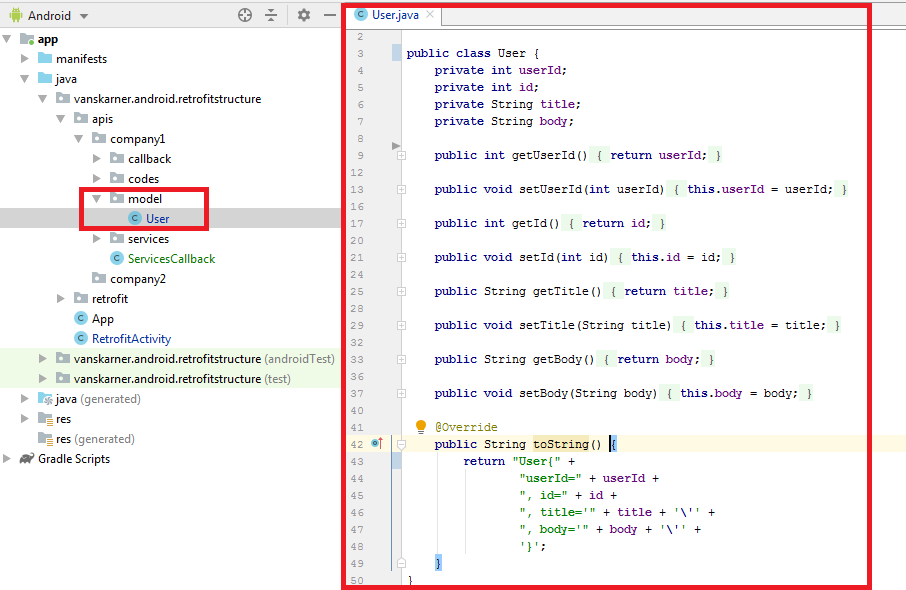 Android
app
manifests
java
vanskarner.android.retrofitstructure
apis
company1
callback
codes
model
User
services
ServicesCallback
company2
retrofit
App
RetrofitActivity
vanskarner.android.retrofitstructure (androidTest)
vanskarner.android.retrofitstructure (test)
java (generated)
res
res (generated)
Gradle Scripts
User.java
2
3 public class User {
4 private int userId;
5 private int id;
6 private String title;
7 private String body;
8
9 public int getUserId() { return userId; }
12
13 public void setUserId(int userId) { this.userId = userId; }
16
17 public int getId() { return id; }
20
21 public void setId(int id) { this.id = id; }
24
25 public String getTitle() { return title; }
28
29 public void setTitle(String title) { this.title = title; }
32
33 public String getBody() { return body; }
36
37 public void setBody(String body) { this.body = body; }
40
41 @Override
42 public String toString() {
43 return "User{" +
44 "userId=" + userId +
45 ", id=" + id +
46 ", title='" + title + '\'' +
47 ", body='" + body + '\'' +
48 '}';
49 }
50 }